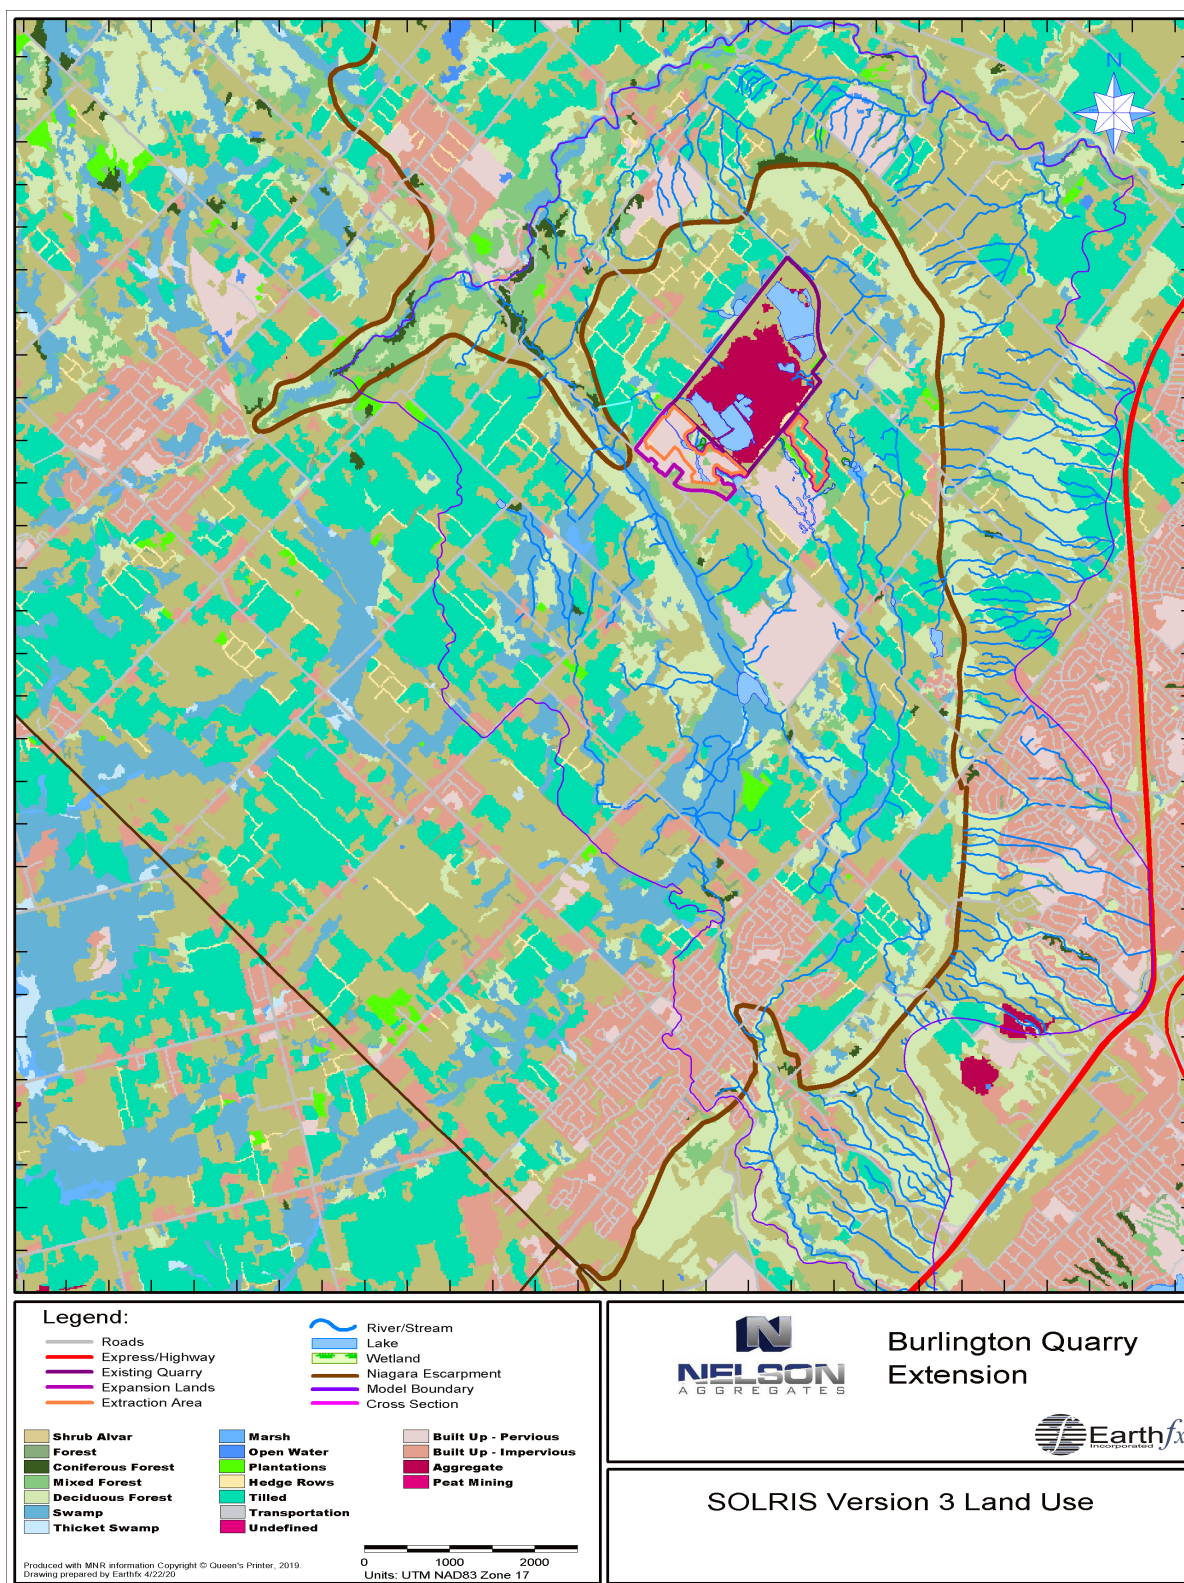 N
Legend:
Roads
Express/Highway
Existing Quarry
Expansion Lands
Extraction Area
River/Stream
Lake
Wetland
Niagara Escarpment
Model Boundary
Cross Section
Shrub Alvar
Forest
Coniferous Forest
Mixed Forest
Deciduous Forest
Swamp
Thicket Swamp
Marsh
Open Water
Plantations
Hedge Rows
Tilled
Transportation
Undefined
Built Up - Pervious
Built Up - Impervious
Aggregate
Peat Mining
Produced with MNR information Copyright © Queen's Printer, 2019.
Drawing prepared by Earthfx 4/22/20
0 1000 2000
Units: UTM NAD83 Zone 17
N
NELSON
AGGREGATES
Burlington Quarry
Extension
Earthfx
Incorporated
SOLRIS Version 3 Land Use